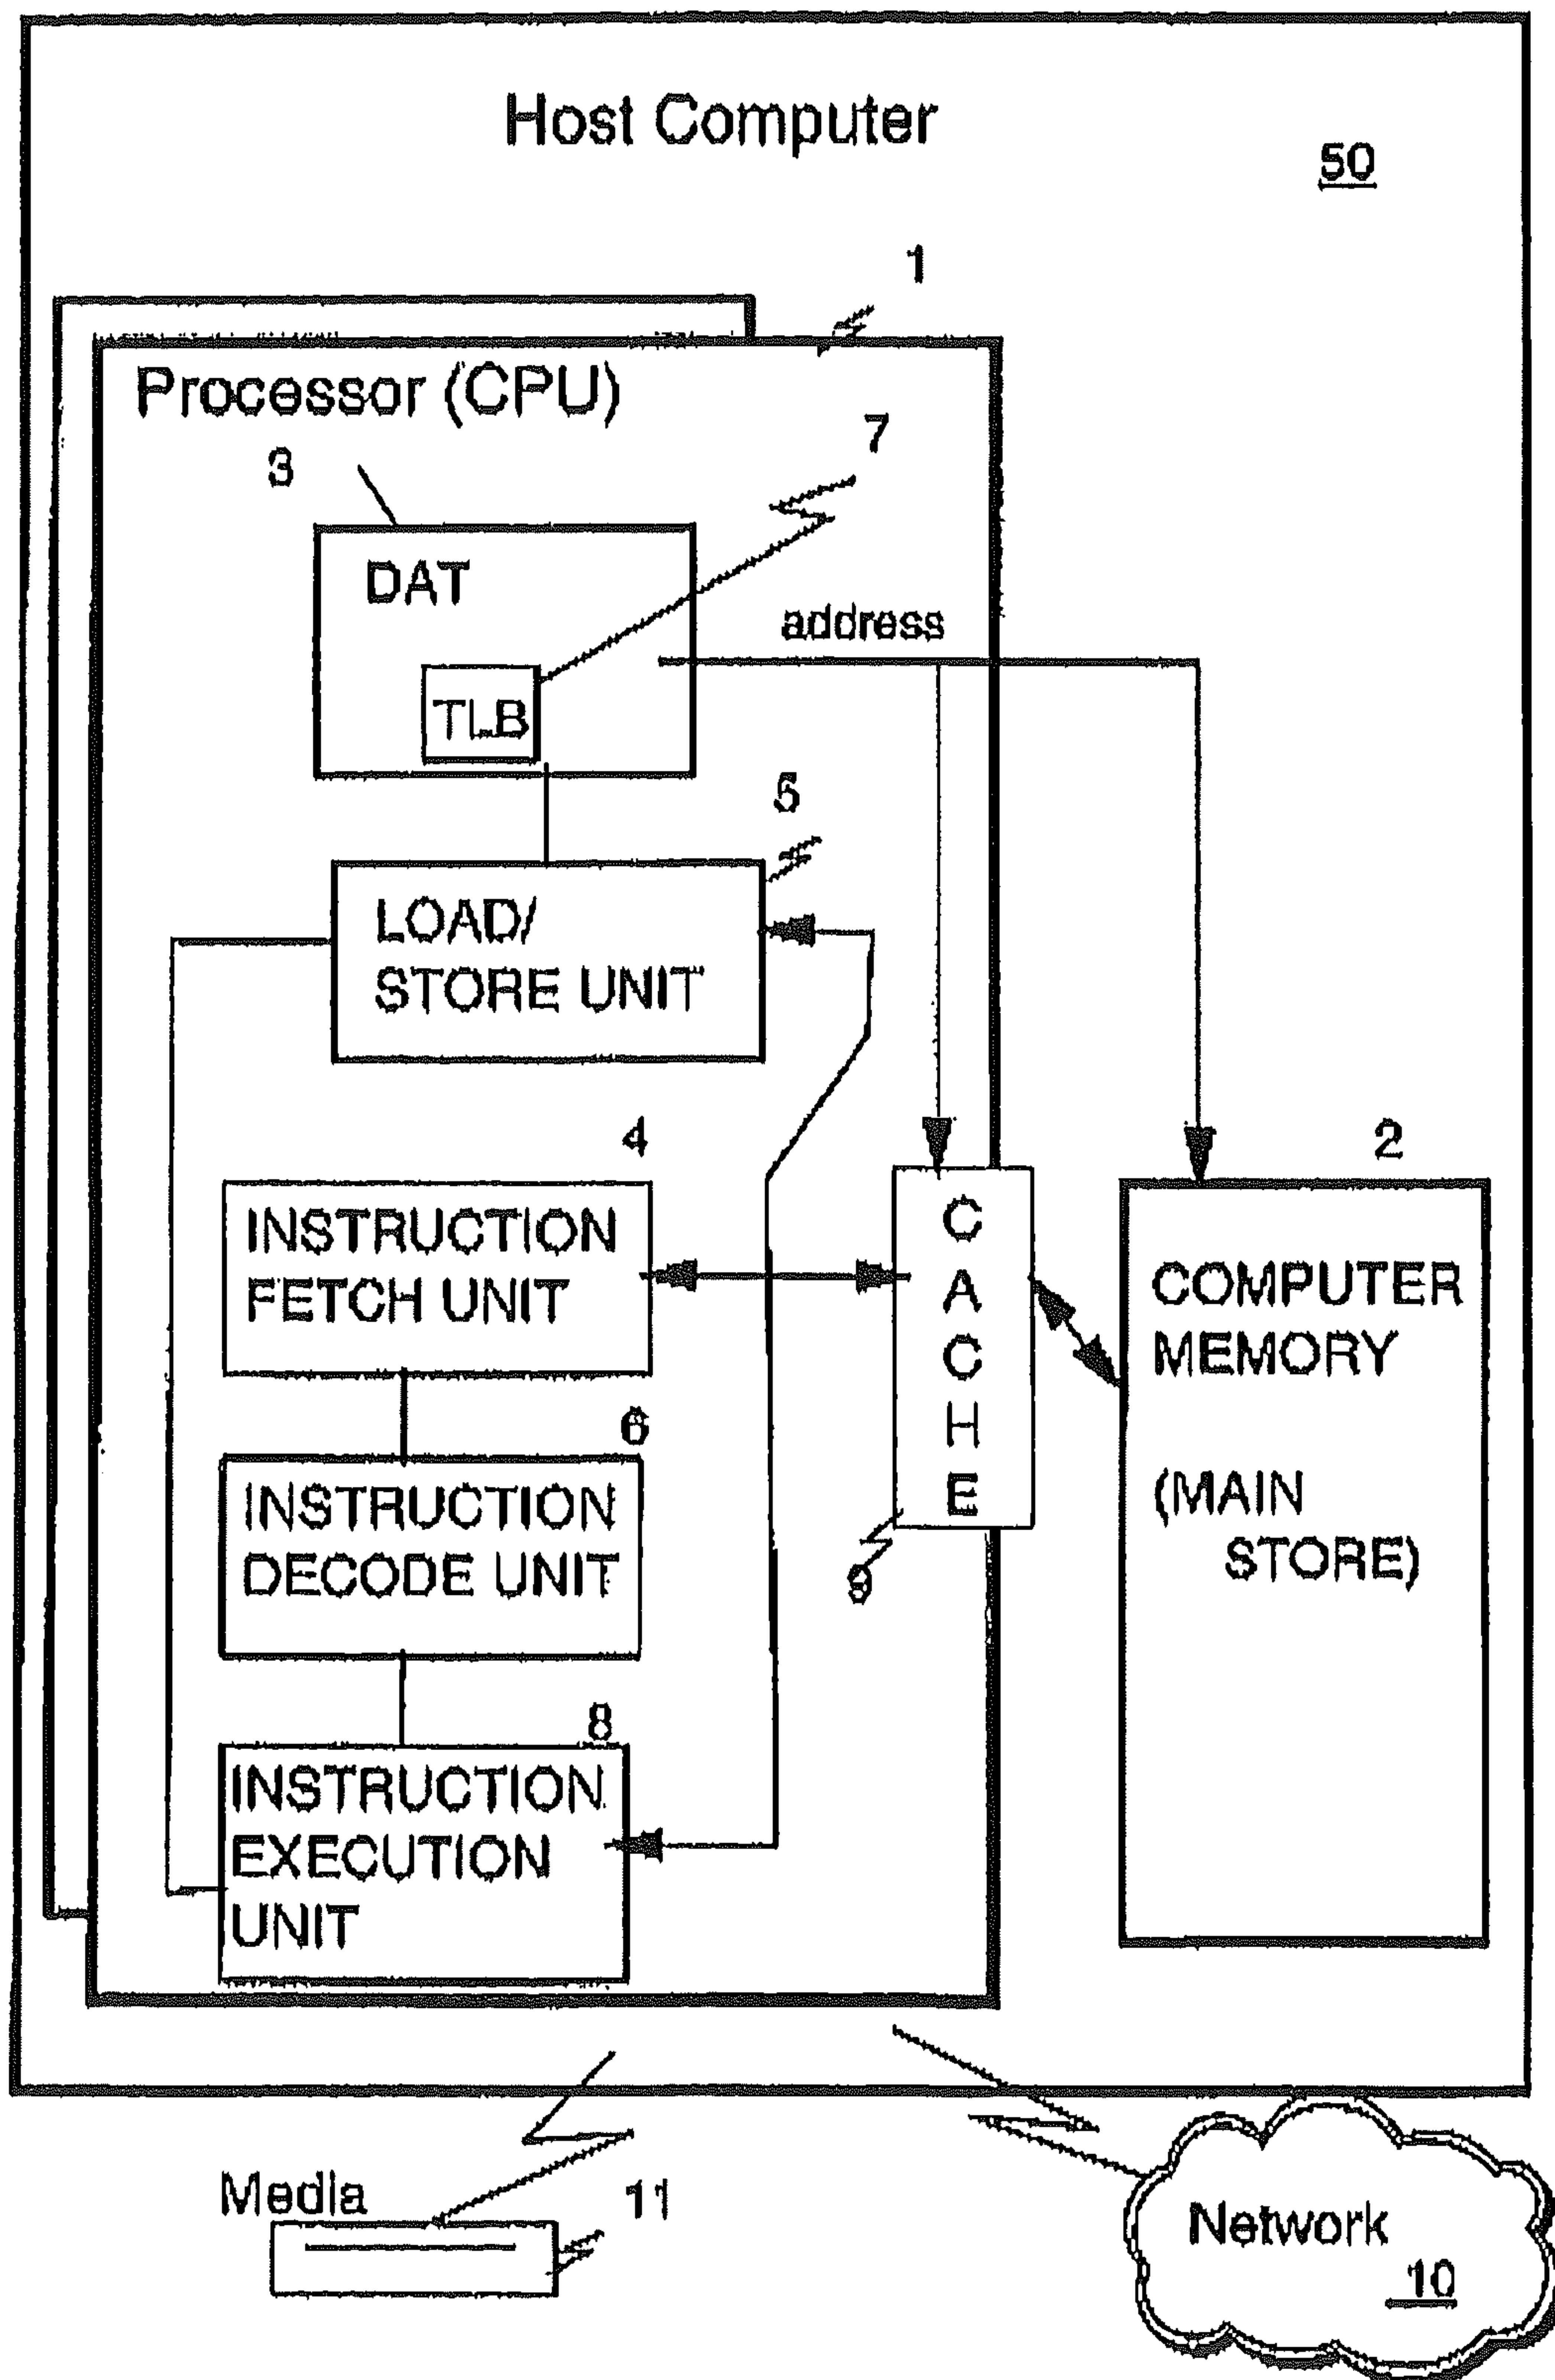 Host Computer
50
1
Processor (CPU)
7
3
DAT
address
TLB
5
LOAD/
STORE UNIT
4
2
INSTRUCTION
FETCH UNIT
CACHE
COMPUTER
MEMORY
(MAIN
STORE)
6
INSTRUCTION
DECODE UNIT
9
8
INSTRUCTION
EXECUTION
UNIT
Media
11
Network
10